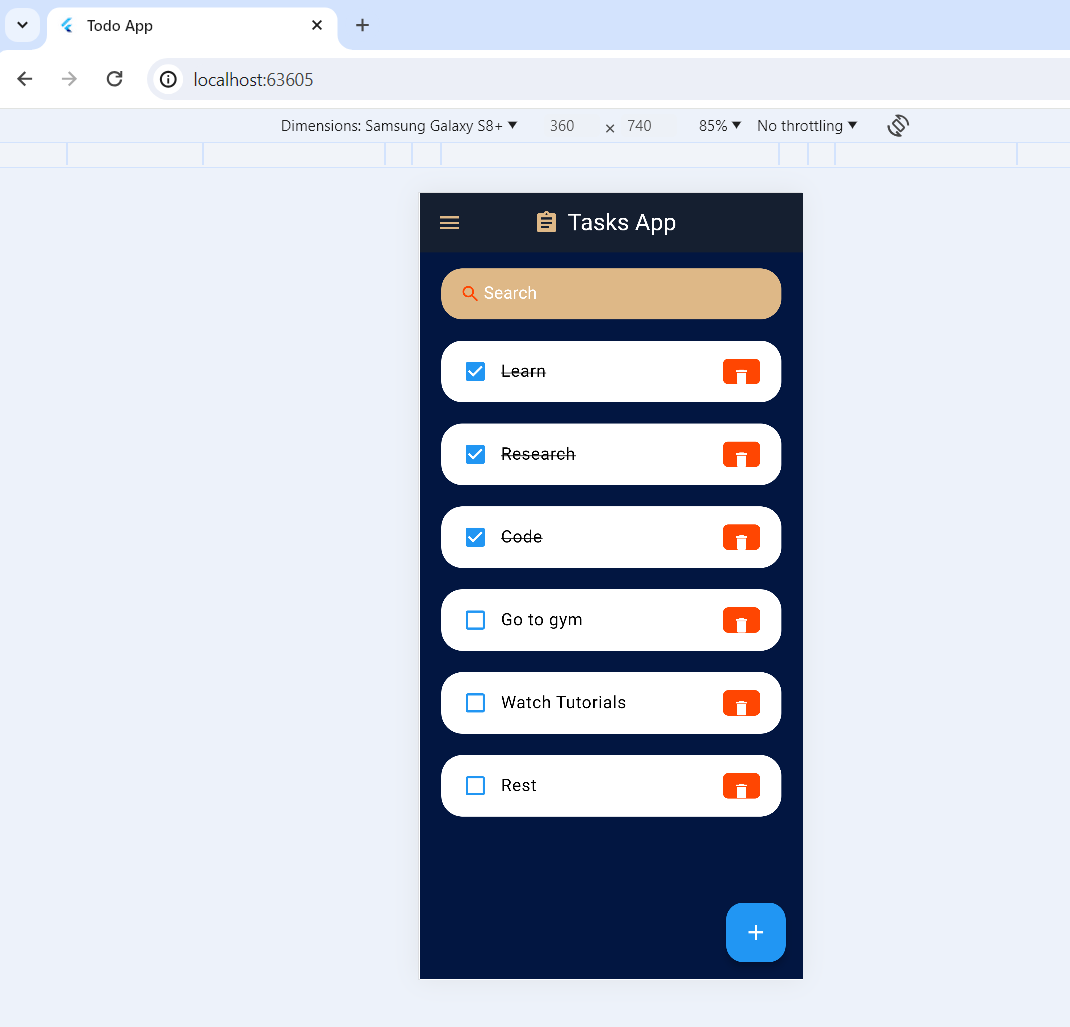 Todo App
localhost:63605
Dimensions: Samsung Galaxy S8+ 360 × 740 85% No throttling
Tasks App
Search
Learn
Research
Code
Go to gym
Watch Tutorials
Rest